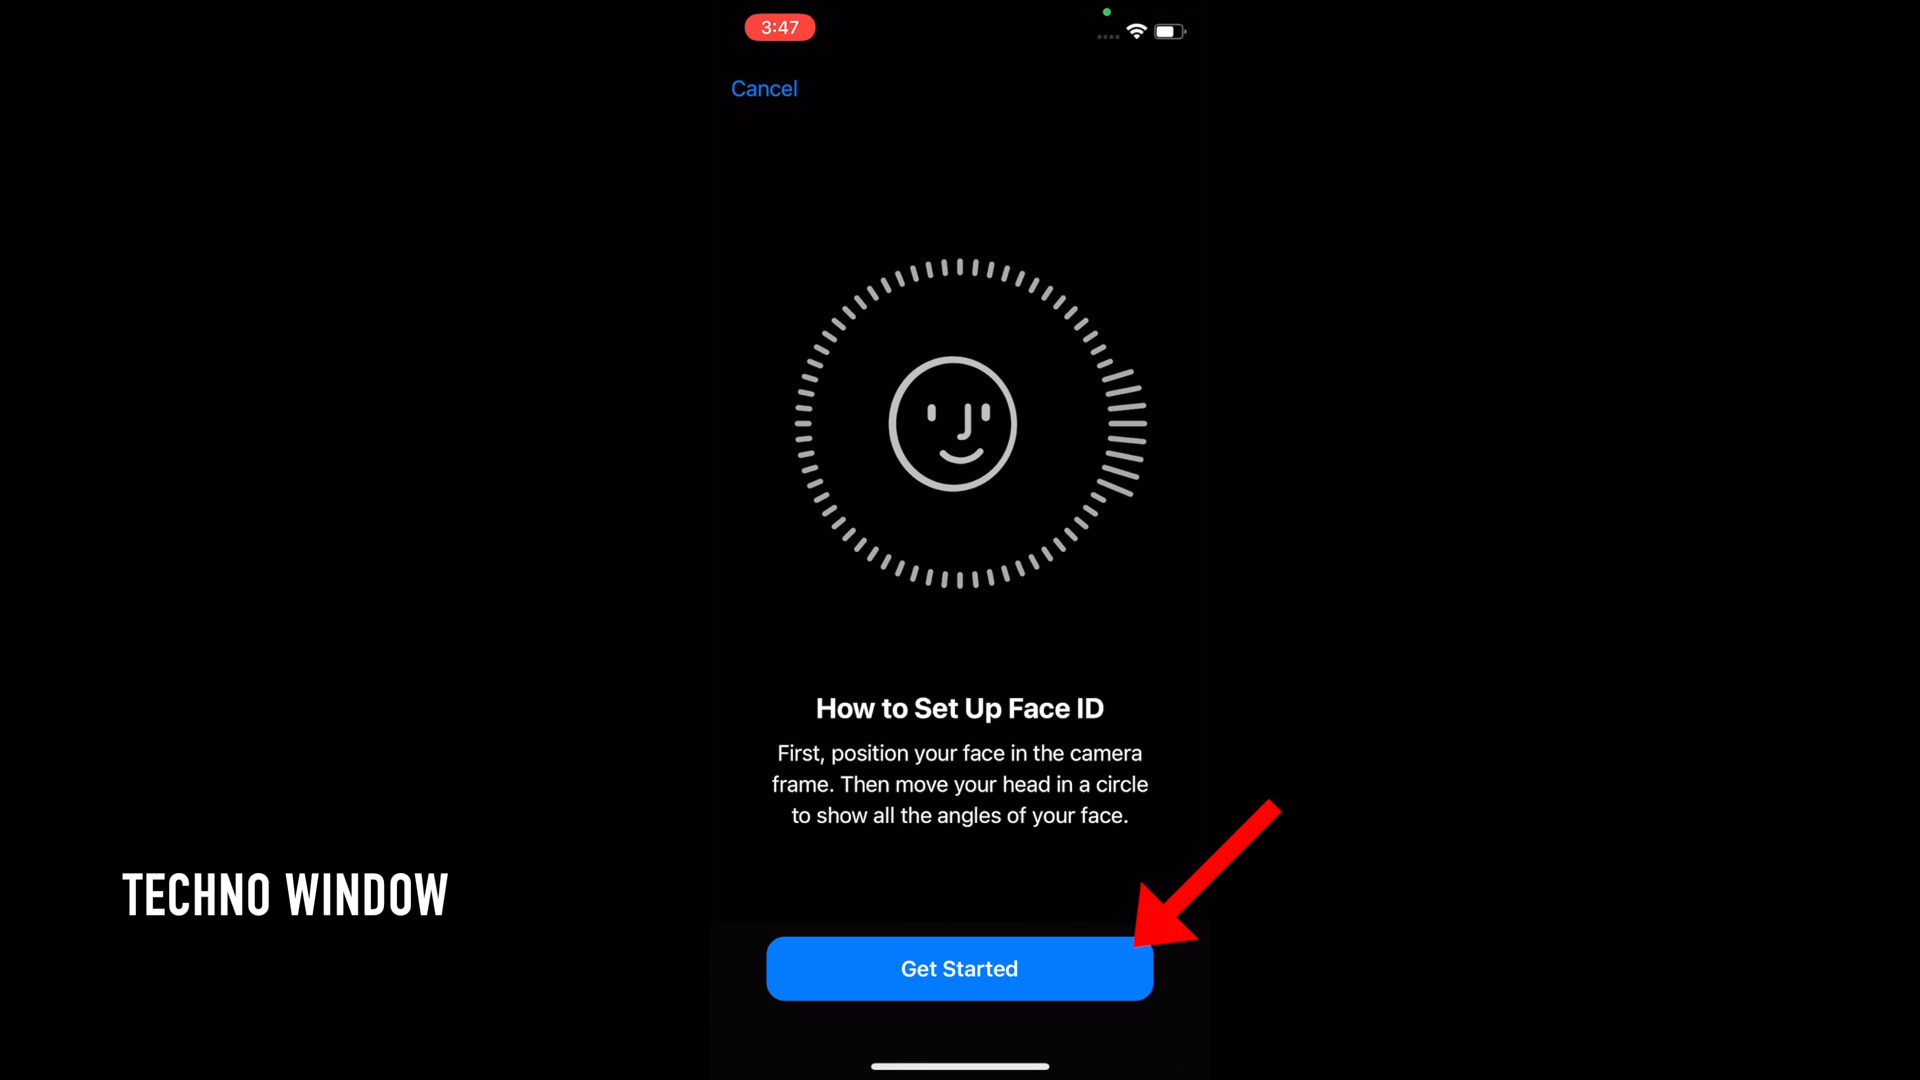 3:47
Cancel
How to Set Up Face ID
First, position your face in the camera
frame. Then move your head in a circle
to show all the angles of your face.
TECHNO WINDOW
Get Started